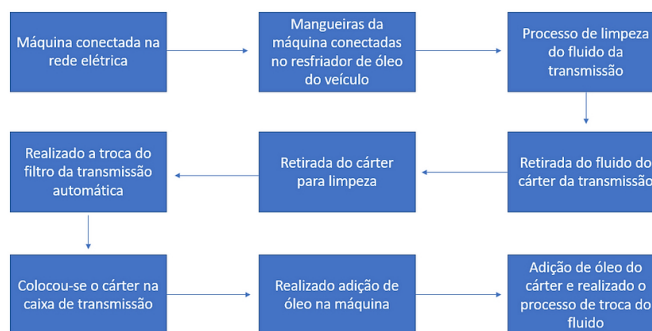 Máquina conectada na
rede elétrica
Mangueiras da
máquina conectadas
no resfriador de óleo
do veículo
Processo de limpeza
do fluido da
transmissão
Retirada do fluido do
cárter da transmissão
Retirada do cárter
para limpeza
Realizado a troca do
filtro da transmissão
automática
Colocou-se o cárter na
caixa de transmissão
Realizado adição de
óleo na máquina
Adição de óleo do
cárter e realizado o
processo de troca do
fluido